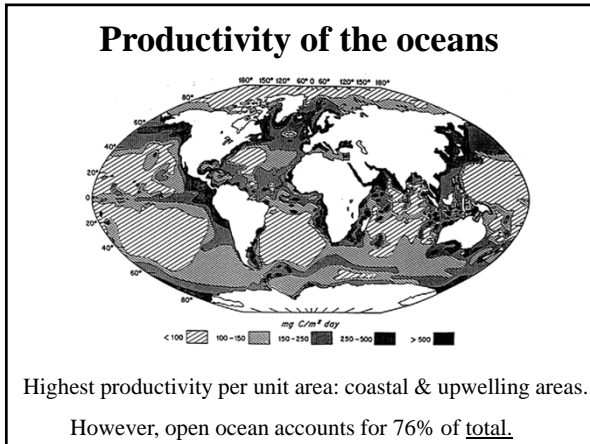 Productivity of the oceans
180° 150° 120° 60° 0 60° 120° 150° 180°
80°
60°
40°
20°
0
20°
40°
60
80°
mg C/m² day
<100 100-150 150-250 250-500 >500
Highest productivity per unit area: coastal & upwelling areas.
However, open ocean accounts for 76% of total.